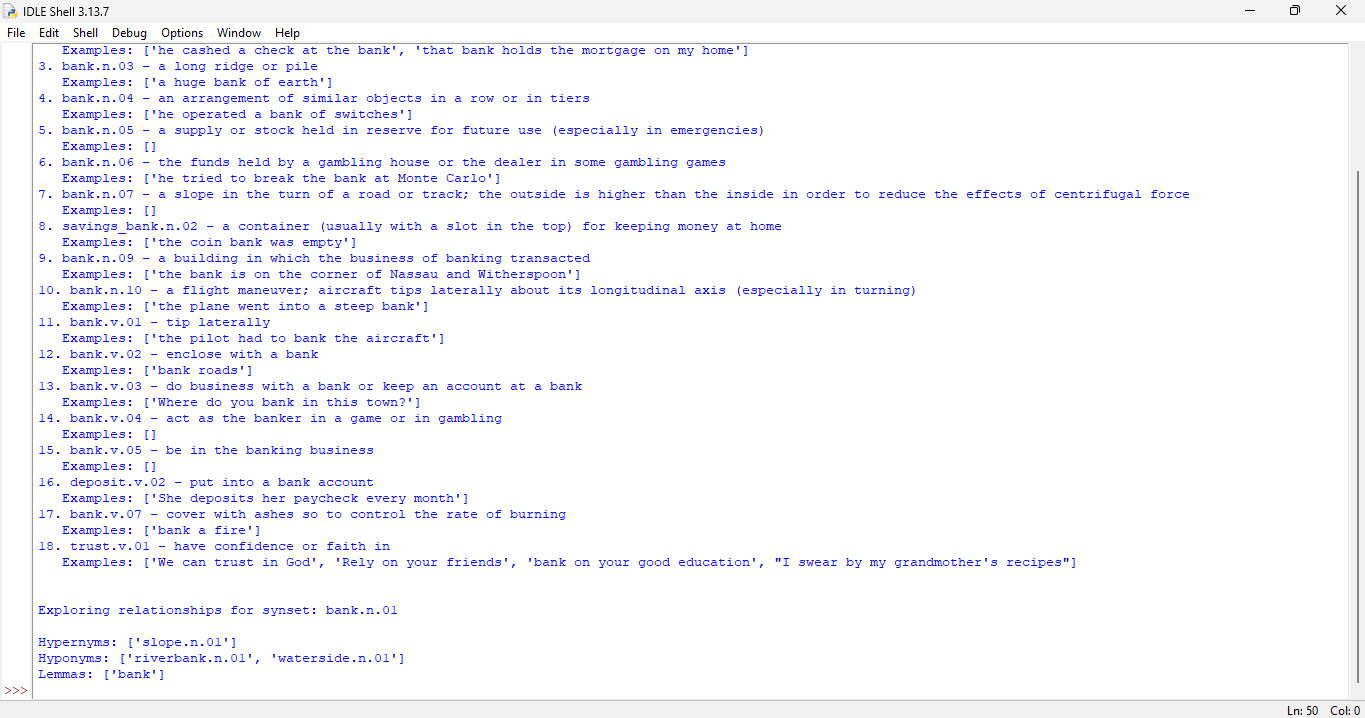 IDLE Shell 3.13.7
File Edit Shell Debug Options Window Help
Examples: ['he cashed a check at the bank', 'that bank holds the mortgage on my home']
3. bank.n.03 - a long ridge or pile
Examples: ['a huge bank of earth']
4. bank.n.04 - an arrangement of similar objects in a row or in tiers
Examples: ['he operated a bank of switches']
5. bank.n.05 - a supply or stock held in reserve for future use (especially in emergencies)
Examples: []
6. bank.n.06 - the funds held by a gambling house or the dealer in some gambling games
Examples: ['he tried to break the bank at Monte Carlo']
7. bank.n.07 - a slope in the turn of a road or track; the outside is higher than the inside in order to reduce the effects of centrifugal force
Examples: []
8. savings_bank.n.02 - a container (usually with a slot in the top) for keeping money at home
Examples: ['the coin bank was empty']
9. bank.n.09 - a building in which the business of banking transacted
Examples: ['the bank is on the corner of Nassau and Witherspoon']
10. bank.n.10 - a flight maneuver; aircraft tips laterally about its longitudinal axis (especially in turning)
Examples: ['the plane went into a steep bank']
11. bank.v.01 - tip laterally
Examples: ['the pilot had to bank the aircraft']
12. bank.v.02 - enclose with a bank
Examples: ['bank roads']
13. bank.v.03 - do business with a bank or keep an account at a bank
Examples: ['Where do you bank in this town?']
14. bank.v.04 - act as the banker in a game or in gambling
Examples: []
15. bank.v.05 - be in the banking business
Examples: []
16. deposit.v.02 - put into a bank account
Examples: ['She deposits her paycheck every month']
17. bank.v.07 - cover with ashes so to control the rate of burning
Examples: ['bank a fire']
18. trust.v.01 - have confidence or faith in
Examples: ['We can trust in God', 'Rely on your friends', 'bank on your good education', "I swear by my grandmother's recipes"]
Exploring relationships for synset: bank.n.01
Hypernyms: ['slope.n.01']
Hyponyms: ['riverbank.n.01', 'waterside.n.01']
Lemmas: ['bank']
>>>
Ln: 50 Col: 0